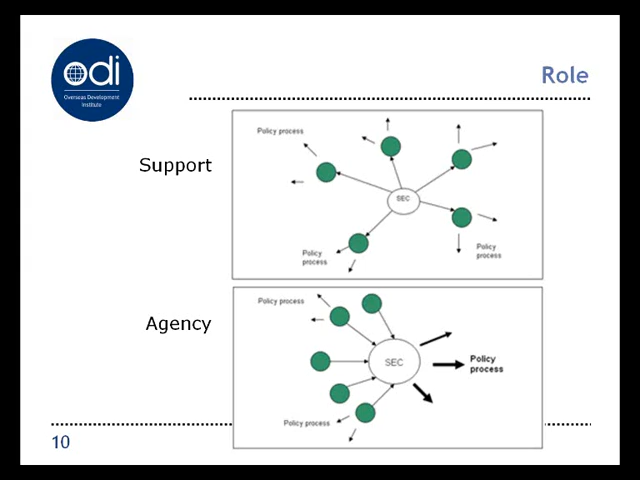 odi
Overseas Development
Institute
Role
Support
Policy process
SEC
Policy
process
Policy
process
Agency
Policy process
SEC
Policy
process
Policy process
10